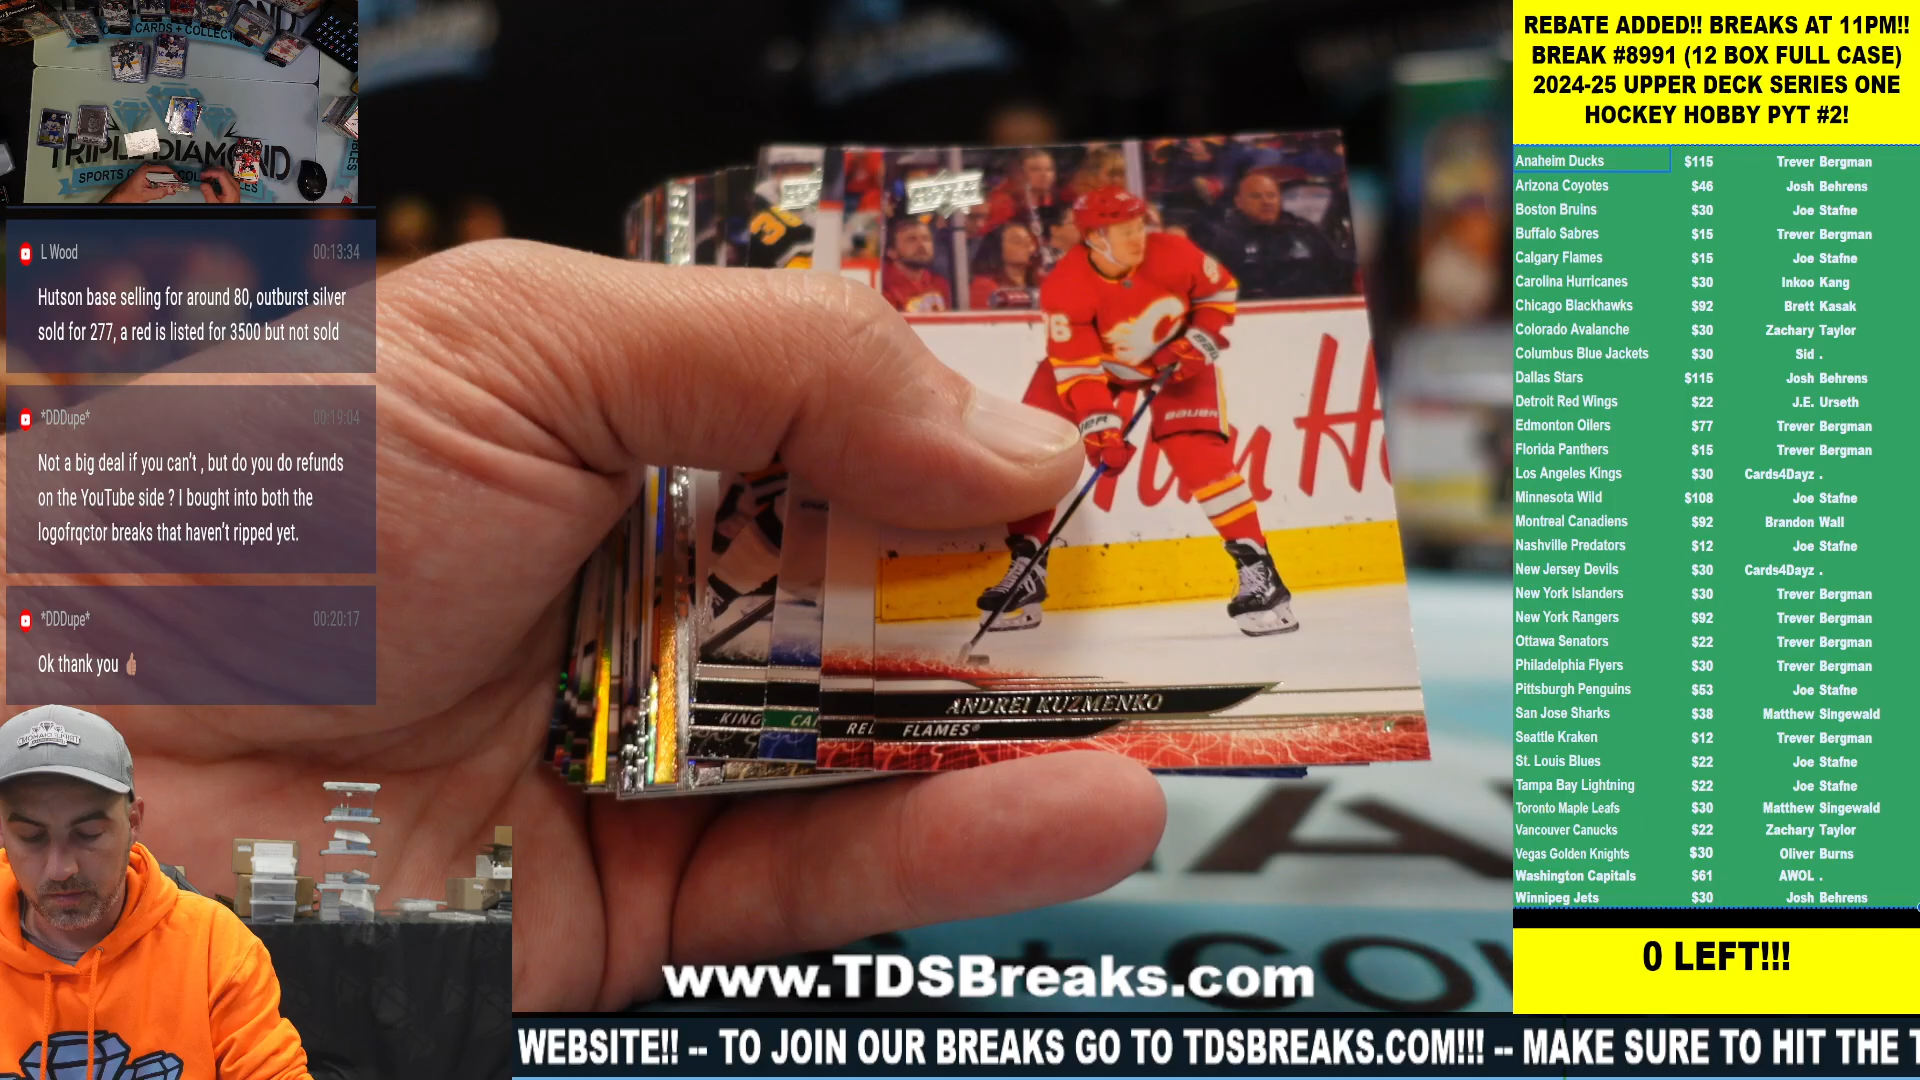 CARDS + COLLECT
TRIPLE DIAMOND
SPORTS
L Wood
00:13:34
Hutson base selling for around 80, outburst silver
sold for 277, a red is listed for 3500 but not sold
*DDDupe*
00:19:04
Not a big deal if you can't , but do you do refunds
on the YouTube side ? I bought into both the
logofrqctor breaks that haven't ripped yet.
*DDDupe*
00:20:17
Ok thank you 👍🏽
ANDREI KUZMENKO
FLAMES®
KING
CAN
BAUER
www.TDSBreaks.com
WEBSITE!! -- TO JOIN OUR BREAKS GO TO TDSBREAKS.COM!!! -- MAKE SURE TO HIT THE T
REBATE ADDED!! BREAKS AT 11PM!!
BREAK #8991 (12 BOX FULL CASE)
2024-25 UPPER DECK SERIES ONE
HOCKEY HOBBY PYT #2!
Anaheim Ducks $115 Trever Bergman
Arizona Coyotes $46 Josh Behrens
Boston Bruins $30 Joe Stafne
Buffalo Sabres $15 Trever Bergman
Calgary Flames $15 Joe Stafne
Carolina Hurricanes $30 Inkoo Kang
Chicago Blackhawks $92 Brett Kasak
Colorado Avalanche $30 Zachary Taylor
Columbus Blue Jackets $30 Sid .
Dallas Stars $115 Josh Behrens
Detroit Red Wings $22 J.E. Urseth
Edmonton Oilers $77 Trever Bergman
Florida Panthers $15 Trever Bergman
Los Angeles Kings $30 Cards4Dayz .
Minnesota Wild $108 Joe Stafne
Montreal Canadiens $92 Brandon Wall
Nashville Predators $12 Joe Stafne
New Jersey Devils $30 Cards4Dayz .
New York Islanders $30 Trever Bergman
New York Rangers $92 Trever Bergman
Ottawa Senators $22 Trever Bergman
Philadelphia Flyers $30 Trever Bergman
Pittsburgh Penguins $53 Joe Stafne
San Jose Sharks $38 Matthew Singewald
Seattle Kraken $12 Trever Bergman
St. Louis Blues $22 Joe Stafne
Tampa Bay Lightning $22 Joe Stafne
Toronto Maple Leafs $30 Matthew Singewald
Vancouver Canucks $22 Zachary Taylor
Vegas Golden Knights $30 Oliver Burns
Washington Capitals $61 AWOL .
Winnipeg Jets $30 Josh Behrens
0 LEFT!!!